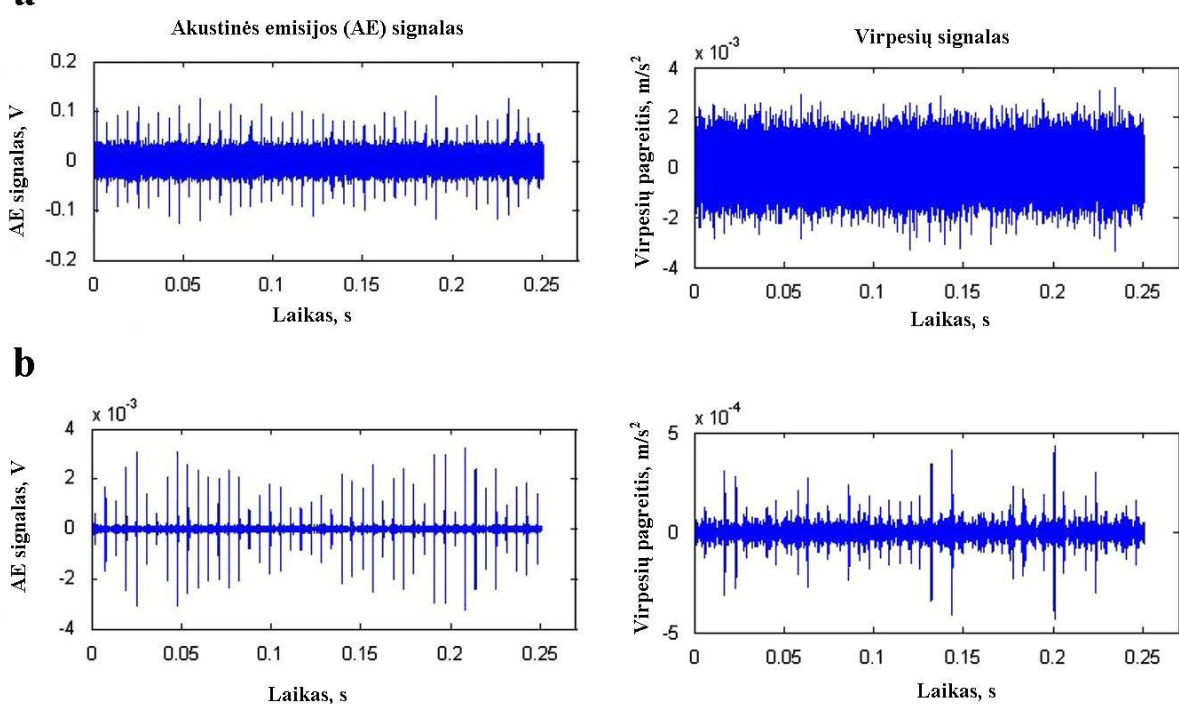 a
Akustinės emisijos (AE) signalas
Virpesių signalas
x 10-3
AE signalas, V
0.2
0.1
0
-0.1
-0.2
0 0.05 0.1 0.15 0.2 0.25
Laikas, s
Virpesių pagreitis, m/s2
4
2
0
-2
-4
0 0.05 0.1 0.15 0.2 0.25
Laikas, s
b
x 10-3
AE signalas, V
4
2
0
-2
-4
0 0.05 0.1 0.15 0.2 0.25
Laikas, s
x 10-4
Virpesių pagreitis, m/s2
5
0
-5
0 0.05 0.1 0.15 0.2 0.25
Laikas, s